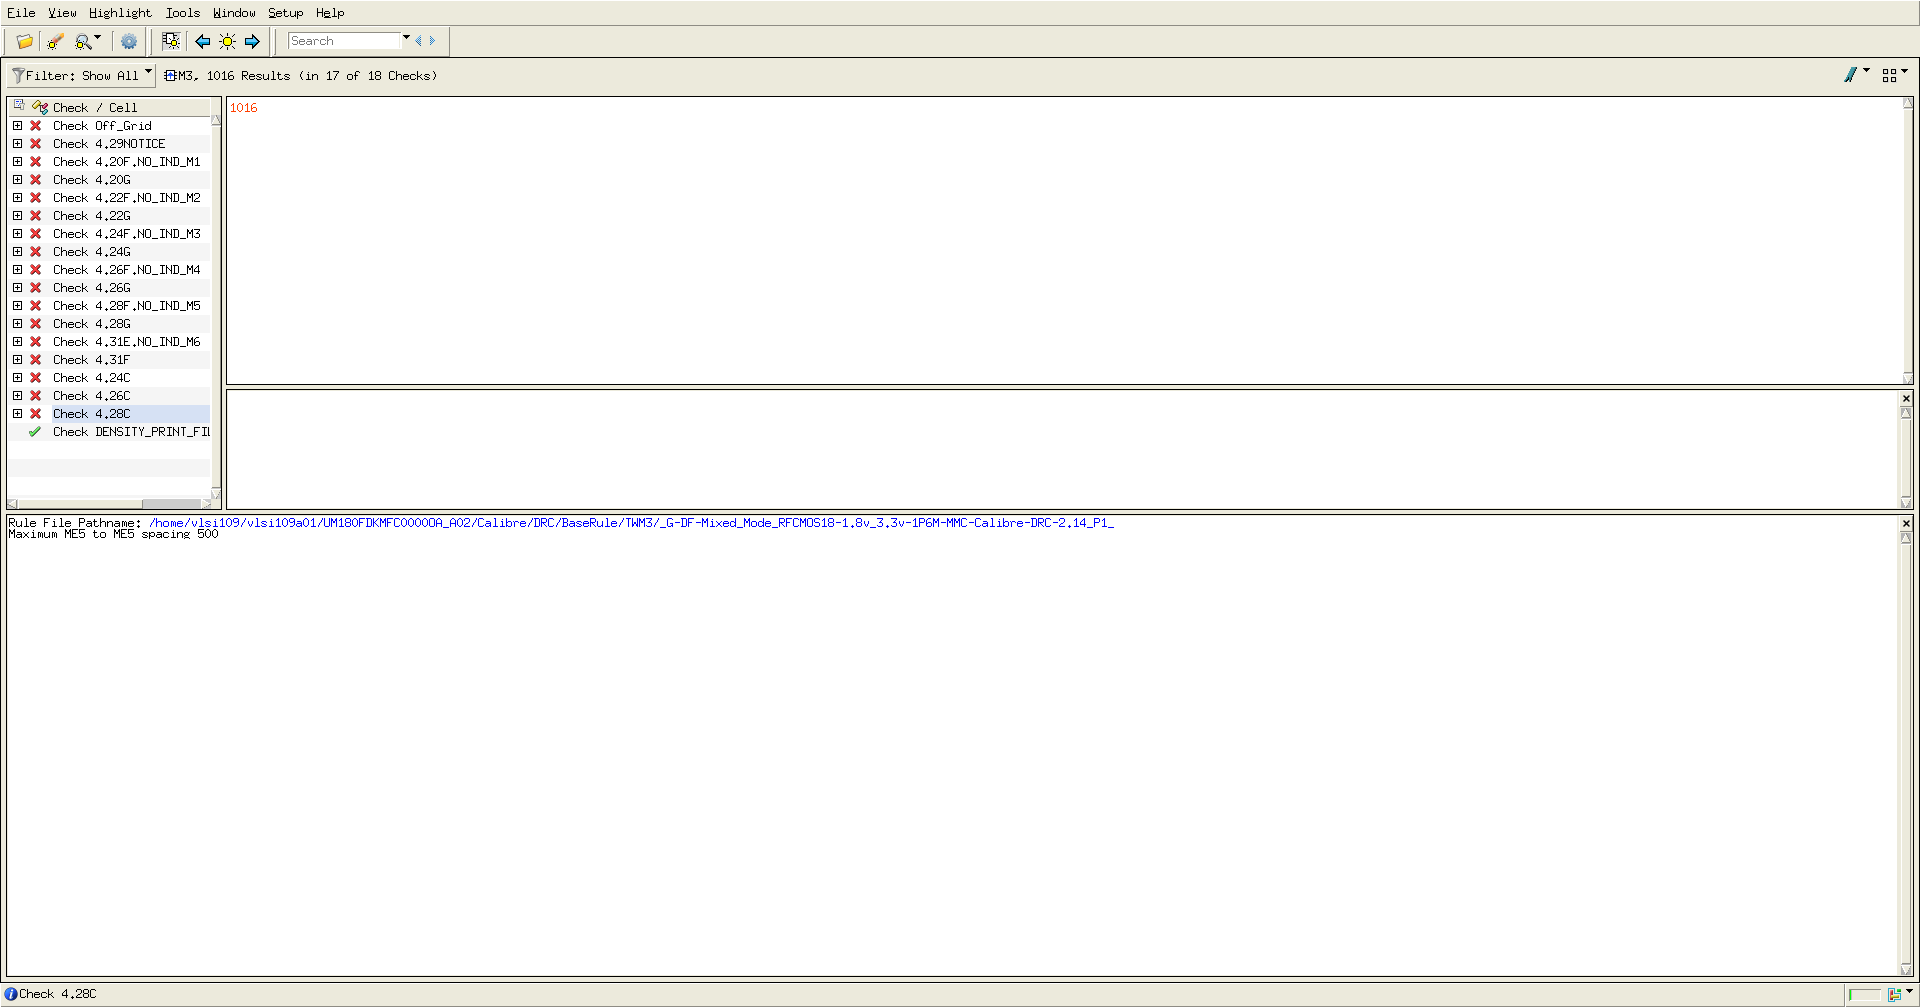 File View Highlight Tools Window Setup Help
Search
Filter: Show All M3, 1016 Results (in 17 of 18 Checks)
Check / Cell
Check Off_Grid
Check 4.29NOTICE
Check 4.20F.NO_IND_M1
Check 4.20G
Check 4.22F.NO_IND_M2
Check 4.22G
Check 4.24F.NO_IND_M3
Check 4.24G
Check 4.26F.NO_IND_M4
Check 4.26G
Check 4.28F.NO_IND_M5
Check 4.28G
Check 4.31E.NO_IND_M6
Check 4.31F
Check 4.24C
Check 4.26C
Check 4.28C
Check DENSITY_PRINT_FIL
1016
Rule File Pathname: /home/vlsi109/vlsi109a01/UM180FDKMFC00000A_A02/Calibre/DRC/BaseRule/TWM3/_G-DF-Mixed_Mode_RFCMOS18-1.8v_3.3v-1P6M-MMC-Calibre-DRC-2.14_P1_
Maximum ME5 to ME5 spacing 500
Check 4.28C